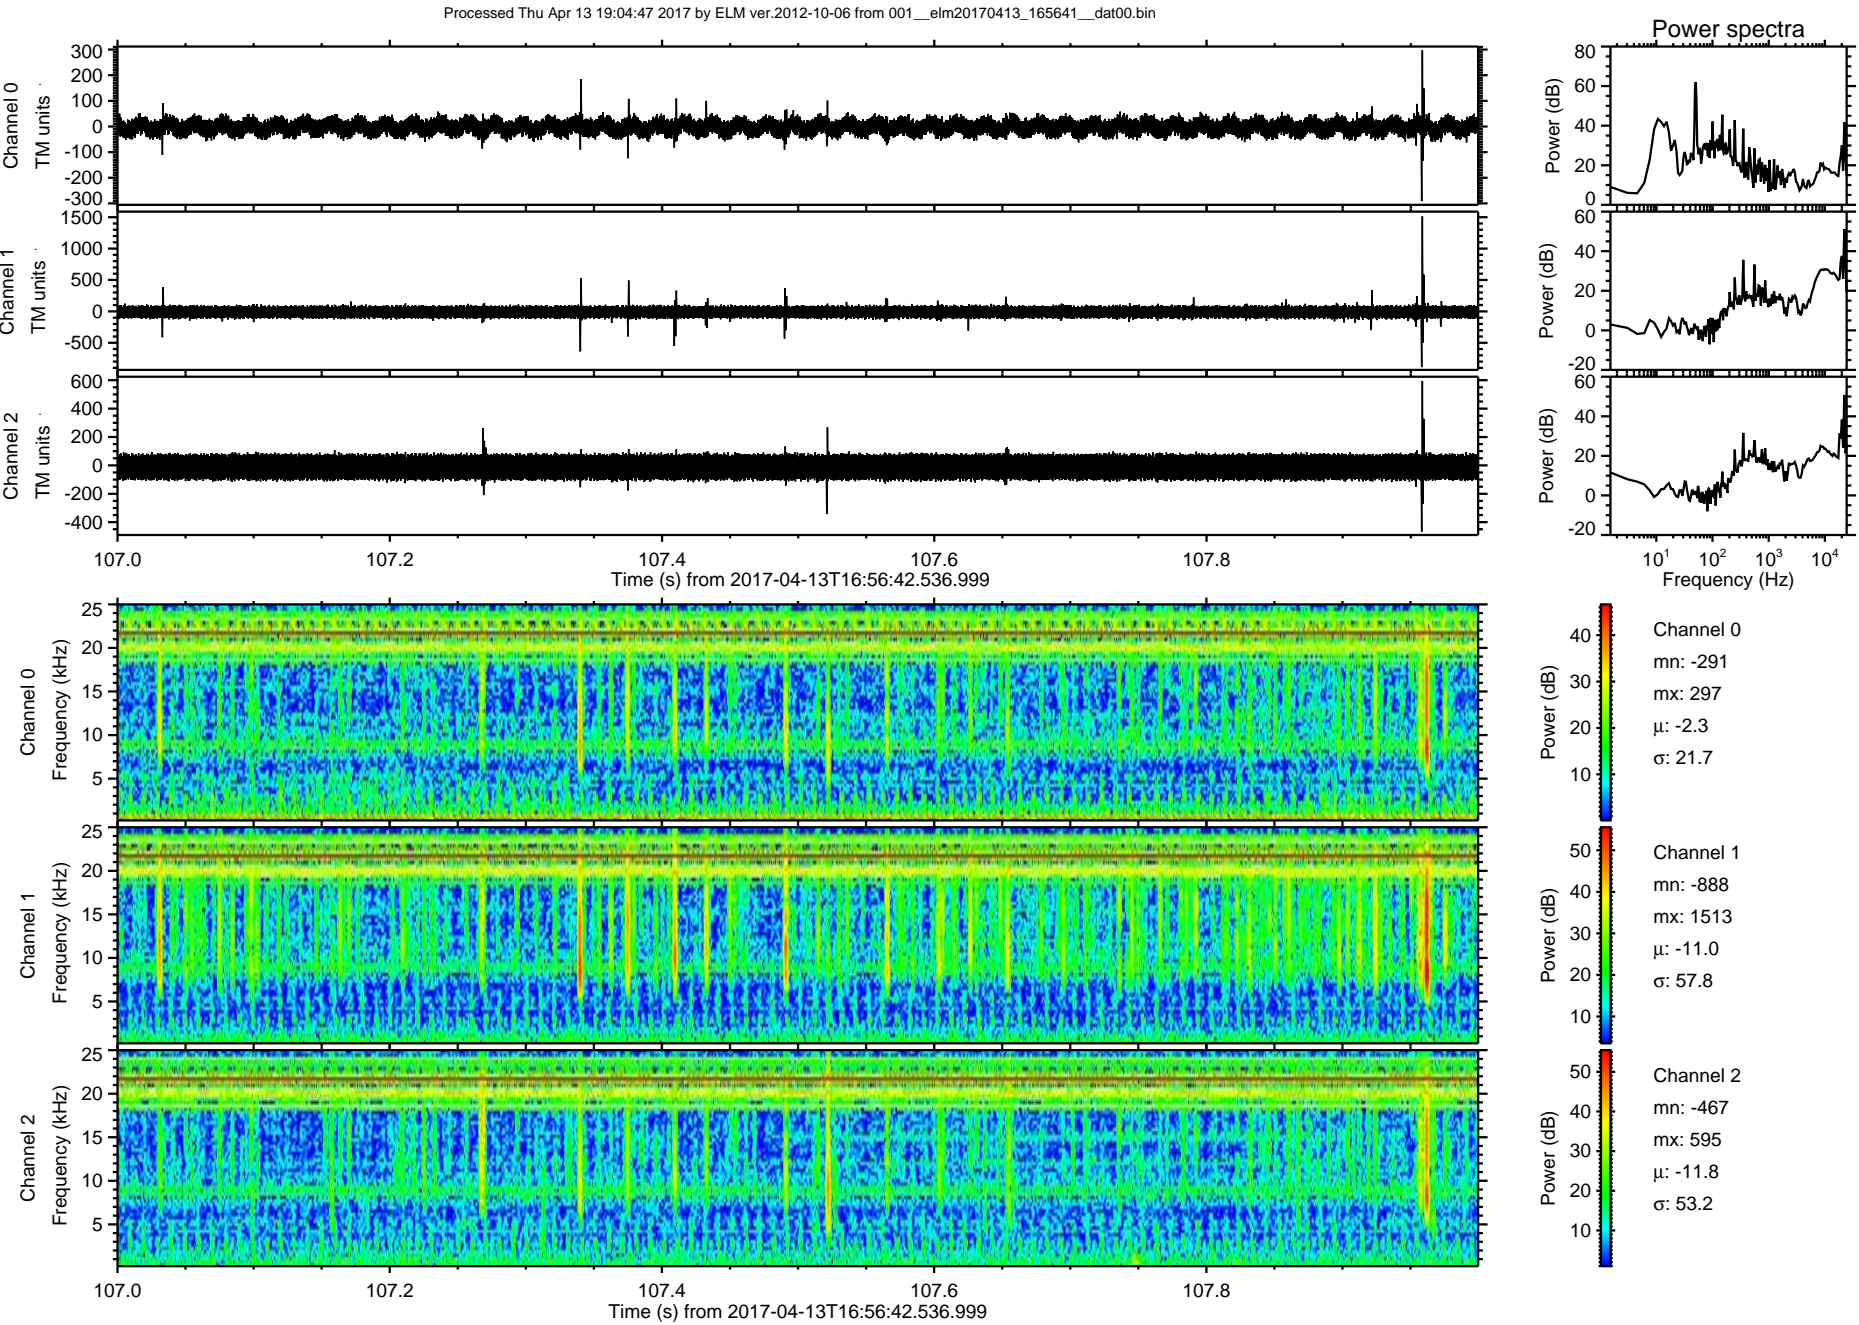 Processed Thu Apr 13 19:04:47 2017 by ELM ver.2012-10-06 from 001__elm20170413_165641__dat00.bin
Power spectra
Channel 0
TM units
300
200
100
0
-100
-200
-300
Power (dB)
80
60
40
20
0
Channel 1
TM units
1500
1000
500
0
-500
Power (dB)
60
40
20
0
-20
Channel 2
TM units
600
400
200
0
-200
-400
Power (dB)
60
40
20
0
-20
107.0 107.2 107.4 107.6 107.8
Time (s) from 2017-04-13T16:56:42.536.999
10^1 10^2 10^3 10^4
Frequency (Hz)
Channel 0
Frequency (kHz)
25
20
15
10
5
Power (dB)
40
30
20
10
Channel 0
mn: -291
mx: 297
μ: -2.3
σ: 21.7
Channel 1
Frequency (kHz)
25
20
15
10
5
Power (dB)
50
40
30
20
10
Channel 1
mn: -888
mx: 1513
μ: -11.0
σ: 57.8
Channel 2
Frequency (kHz)
25
20
15
10
5
Power (dB)
50
40
30
20
10
Channel 2
mn: -467
mx: 595
μ: -11.8
σ: 53.2
107.0 107.2 107.4 107.6 107.8
Time (s) from 2017-04-13T16:56:42.536.999